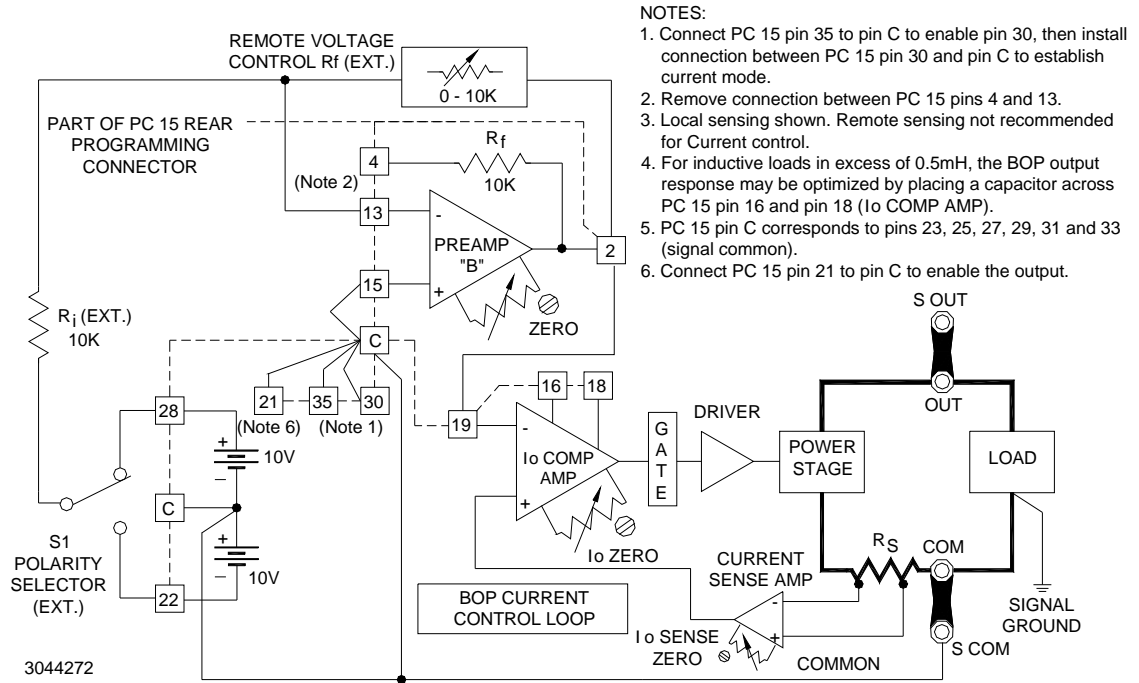 NOTES:
1. Connect PC 15 pin 35 to pin C to enable pin 30, then install
connection between PC 15 pin 30 and pin C to establish
current mode.
2. Remove connection between PC 15 pins 4 and 13.
3. Local sensing shown. Remote sensing not recommended
for Current control.
4. For inductive loads in excess of 0.5mH, the BOP output
response may be optimized by placing a capacitor across
PC 15 pin 16 and pin 18 (Io COMP AMP).
5. PC 15 pin C corresponds to pins 23, 25, 27, 29, 31 and 33
(signal common).
6. Connect PC 15 pin 21 to pin C to enable the output.
REMOTE VOLTAGE
CONTROL Rf (EXT.)
0 - 10K
PART OF PC 15 REAR
PROGRAMMING
CONNECTOR
4
(Note 2)
Rf
10K
13
-
PREAMP
"B"
+
2
15
ZERO
Ri (EXT.)
10K
C
21
35
30
(Note 6)
(Note 1)
28
+
10V
–
C
+
10V
–
22
S1
POLARITY
SELECTOR
(EXT.)
19
16
18
-
Io COMP
AMP
+
Io ZERO
GATE
DRIVER
POWER
STAGE
S OUT
OUT
LOAD
RS
COM
CURRENT
SENSE AMP
-
+
Io SENSE
ZERO
COMMON
S COM
SIGNAL
GROUND
BOP CURRENT
CONTROL LOOP
3044272